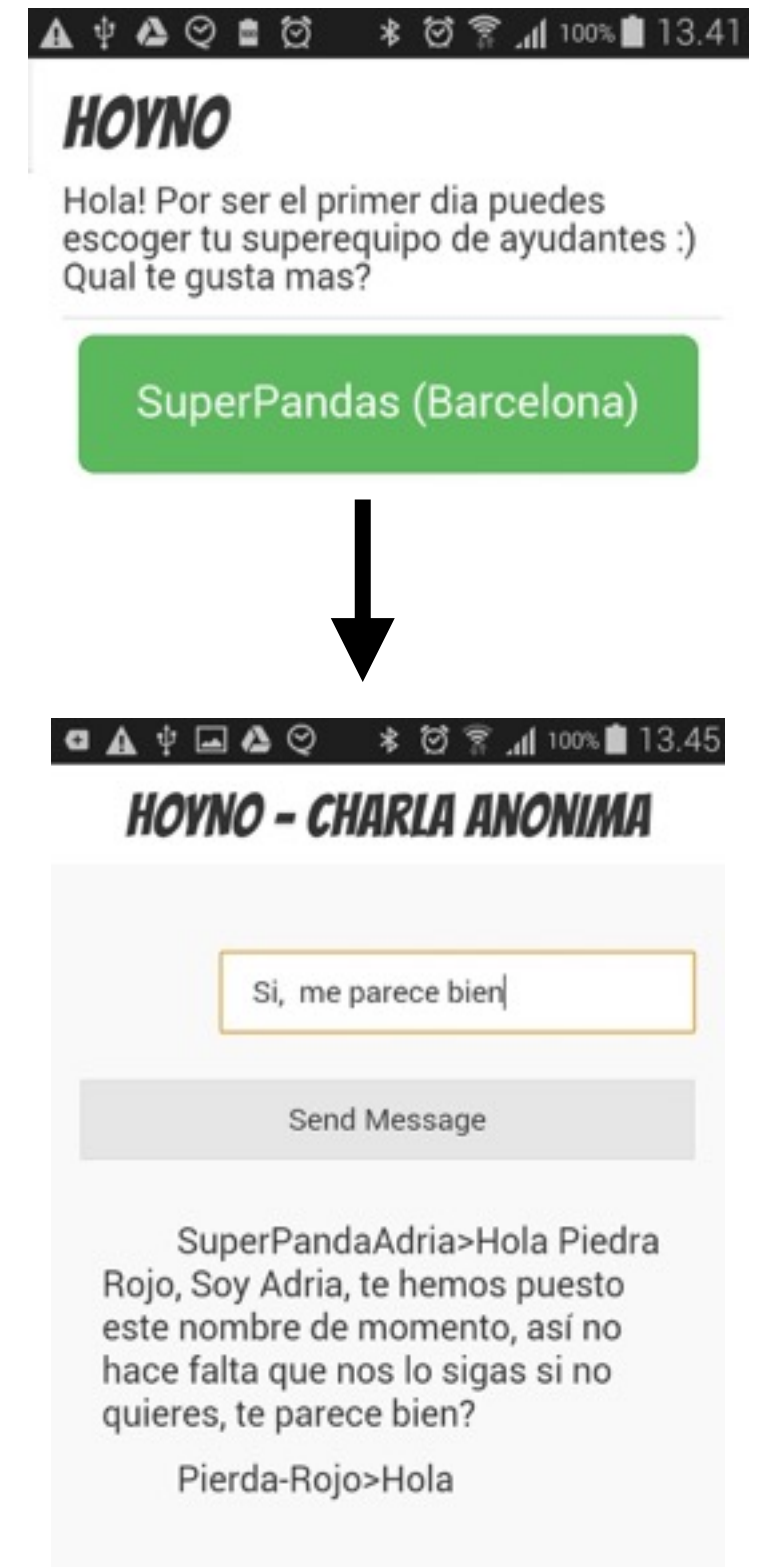 100% 13.41
HOYNO
Hola! Por ser el primer dia puedes
escoger tu superequipo de ayudantes :)
Qual te gusta mas?
SuperPandas (Barcelona)
100% 13.45
HOYNO - CHARLA ANONIMA
Si, me parece bien
Send Message
SuperPandaAdria>Hola Piedra
Rojo, Soy Adria, te hemos puesto
este nombre de momento, así no
hace falta que nos lo sigas si no
quieres, te parece bien?
Pierda-Rojo>Hola